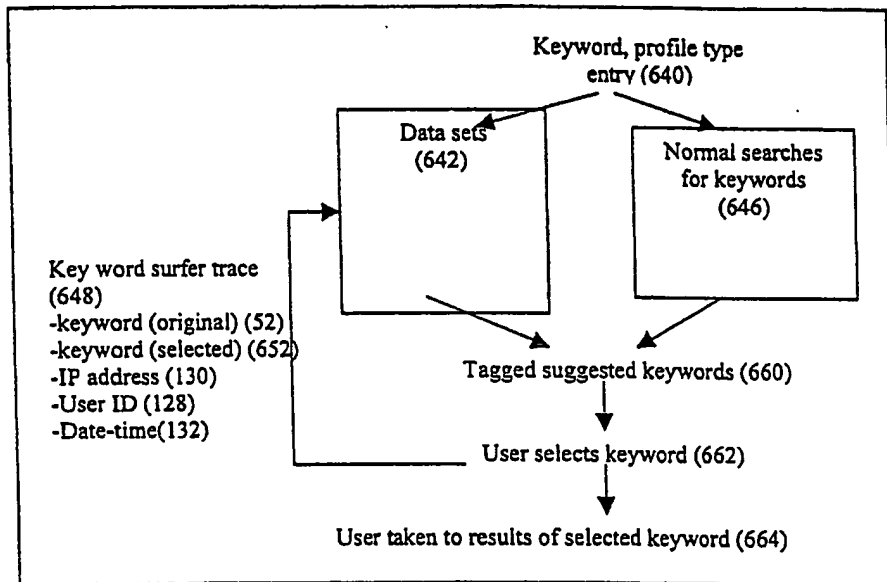 Keyword, profile type
entry (640)
Data sets
(642)
Normal searches
for keywords
(646)
Key word surfer trace
(648)
-keyword (original) (52)
-keyword (selected) (652)
-IP address (130)
-User ID (128)
-Date-time(132)
Tagged suggested keywords (660)
User selects keyword (662)
User taken to results of selected keyword (664)